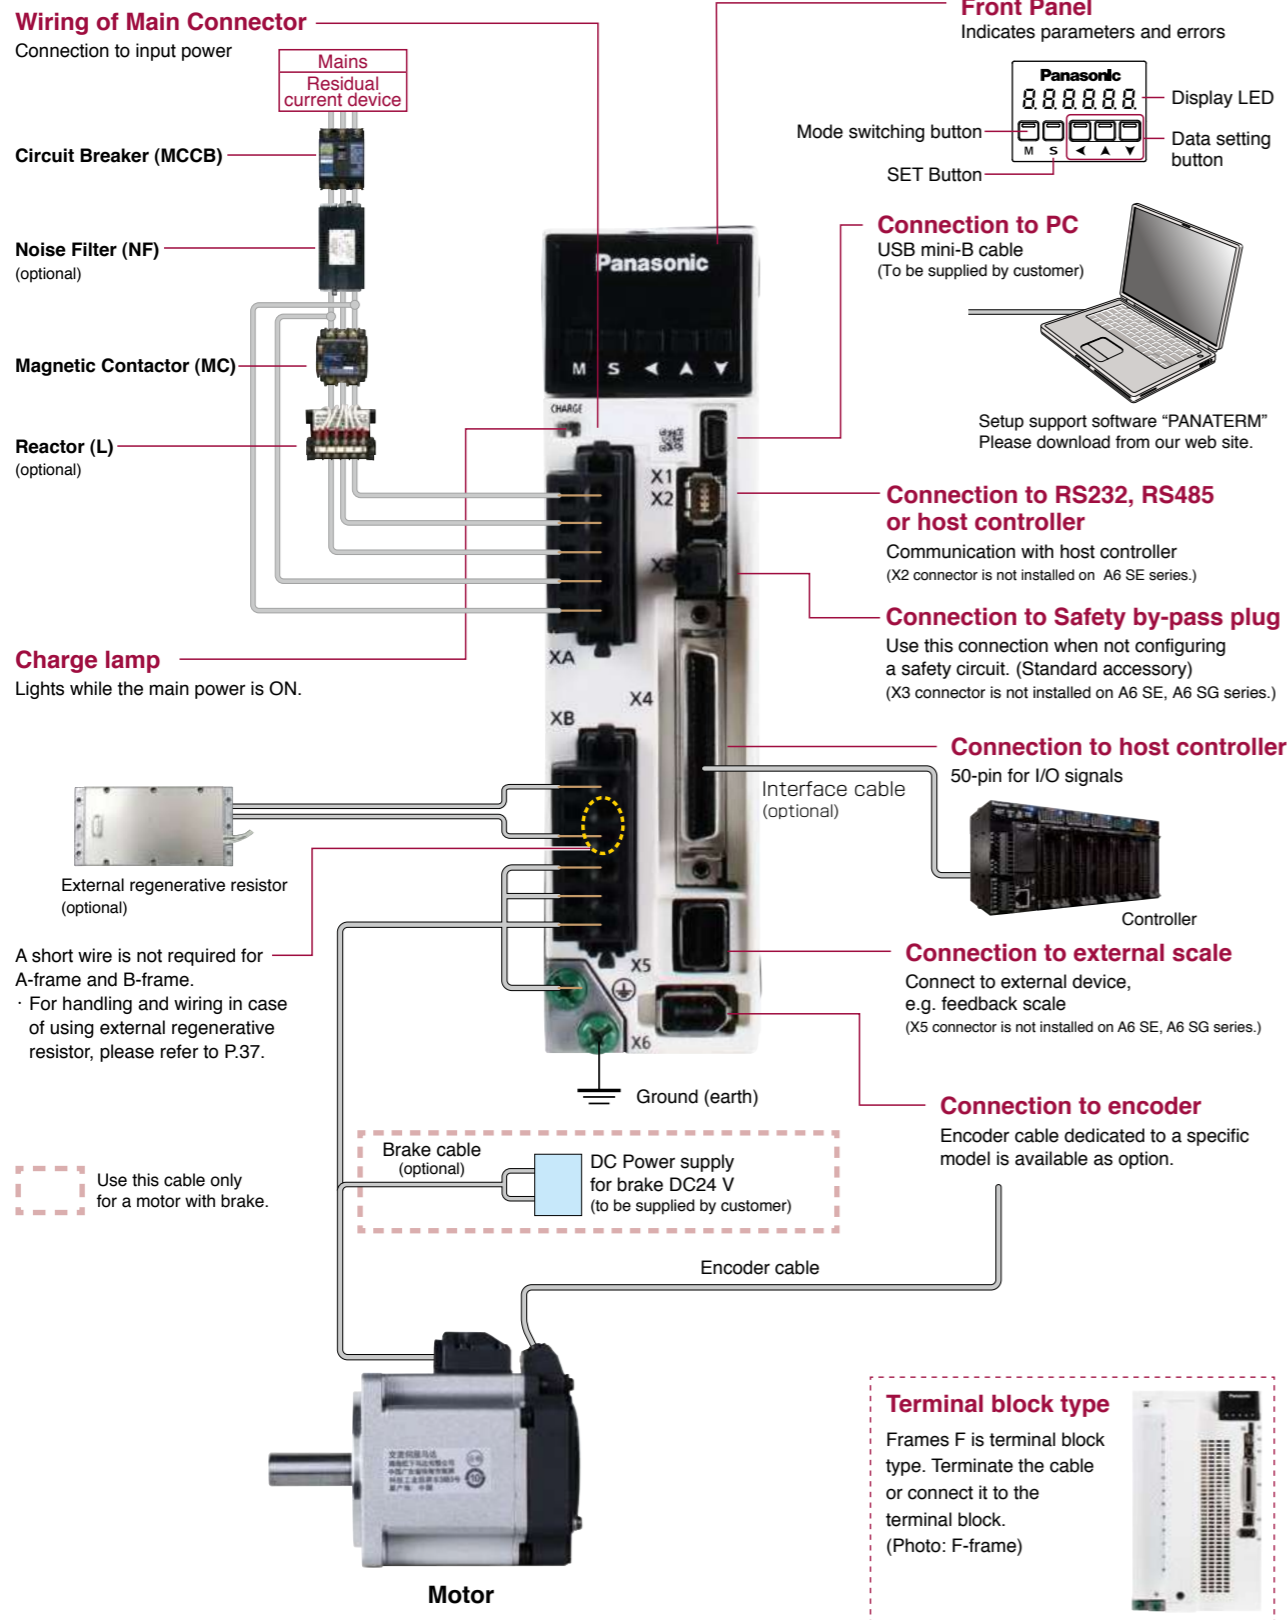 Wiring of Main Connector
Connection to input power
Mains
Residual
current device
Circuit Breaker (MCCB)
Noise Filter (NF)
(optional)
Magnetic Contactor (MC)
Reactor (L)
(optional)
Charge lamp
Lights while the main power is ON.
External regenerative resistor
(optional)
A short wire is not required for
A-frame and B-frame.
· For handling and wiring in case
of using external regenerative
resistor, please refer to P.37.
Use this cable only
for a motor with brake.
Front Panel
Indicates parameters and errors
Panasonic
8.8.8.8.8.8.
Display LED
Mode switching button
M S
Data setting
button
SET Button
Panasonic
M S
CHARGE
X1
X2
X3
XA
X4
XB
X5
X6
Connection to PC
USB mini-B cable
(To be supplied by customer)
Setup support software “PANATERM”
Please download from our web site.
Connection to RS232, RS485
or host controller
Communication with host controller
(X2 connector is not installed on A6 SE series.)
Connection to Safety by-pass plug
Use this connection when not configuring
a safety circuit. (Standard accessory)
(X3 connector is not installed on A6 SE, A6 SG series.)
Connection to host controller
50-pin for I/O signals
Interface cable
(optional)
Controller
Connection to external scale
Connect to external device,
e.g. feedback scale
(X5 connector is not installed on A6 SE, A6 SG series.)
Ground (earth)
Connection to encoder
Encoder cable dedicated to a specific
model is available as option.
Brake cable
(optional)
DC Power supply
for brake DC24 V
(to be supplied by customer)
Encoder cable
Motor
Terminal block type
Frames F is terminal block
type. Terminate the cable
or connect it to the
terminal block.
(Photo: F-frame)
Panasonic